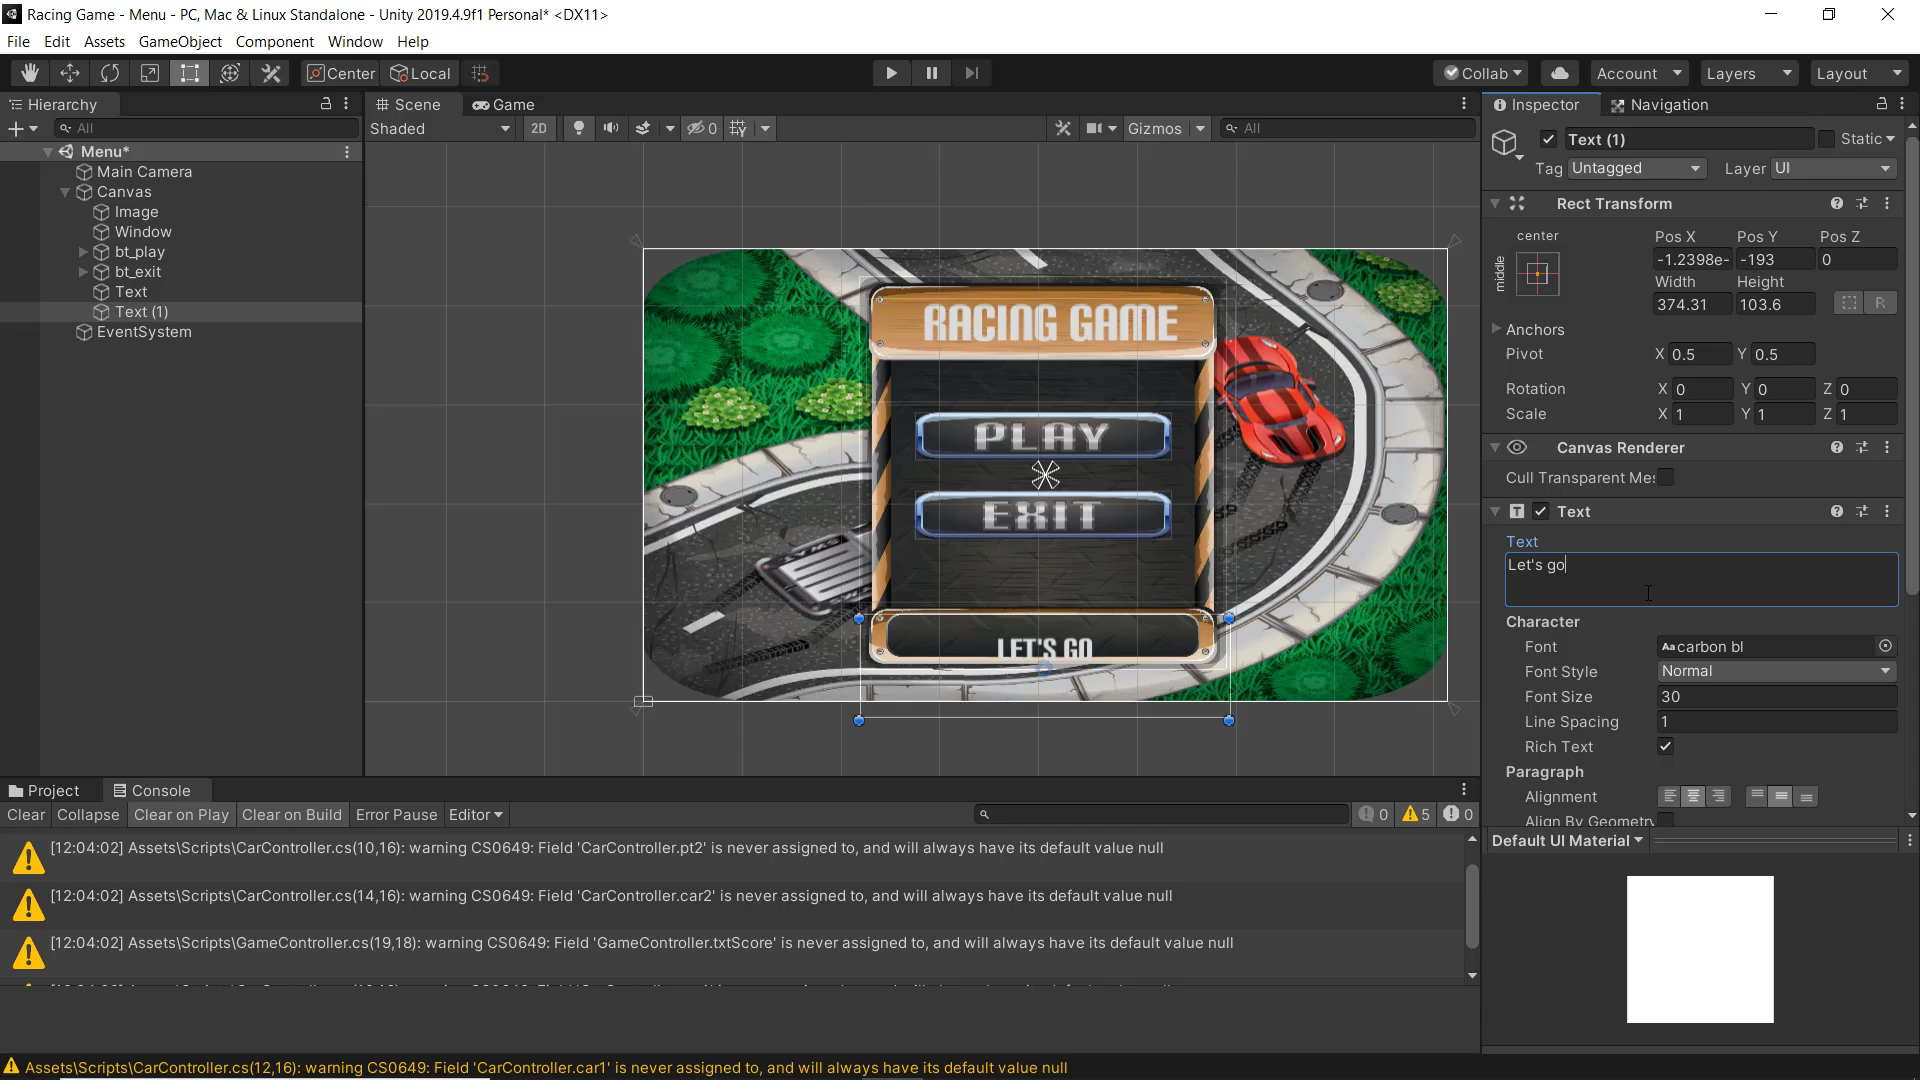 Racing Game - Menu - PC, Mac & Linux Standalone - Unity 2019.4.9f1 Personal* <DX11>
File Edit Assets GameObject Component Window Help
Center Local Collab Account Layers Layout
Hierarchy Scene Game Inspector Navigation
All Shaded 2D 0 Gizmos All
Text (1) Static
Tag Untagged Layer UI
Menu*
Main Camera
Canvas
Image
Window
bt_play
bt_exit
Text
Text (1)
EventSystem
RACING GAME
PLAY
EXIT
LET'S GO
Rect Transform
center
middle
Pos X Pos Y Pos Z
-1.2398e- -193 0
Width Height
374.31 103.6 R
Anchors
Pivot X 0.5 Y 0.5
Rotation X 0 Y 0 Z 0
Scale X 1 Y 1 Z 1
Canvas Renderer
Cull Transparent Mes
Text
Text
Let's go
Character
Font Aa carbon bl
Font Style Normal
Font Size 30
Line Spacing 1
Rich Text
Paragraph
Alignment
Align By Geometry
Default UI Material
Project Console
Clear Collapse Clear on Play Clear on Build Error Pause Editor 0 5 0
[12:04:02] Assets\Scripts\CarController.cs(10,16): warning CS0649: Field 'CarController.pt2' is never assigned to, and will always have its default value null
[12:04:02] Assets\Scripts\CarController.cs(14,16): warning CS0649: Field 'CarController.car2' is never assigned to, and will always have its default value null
[12:04:02] Assets\Scripts\GameController.cs(19,18): warning CS0649: Field 'GameController.txtScore' is never assigned to, and will always have its default value null
Assets\Scripts\CarController.cs(12,16): warning CS0649: Field 'CarController.car1' is never assigned to, and will always have its default value null